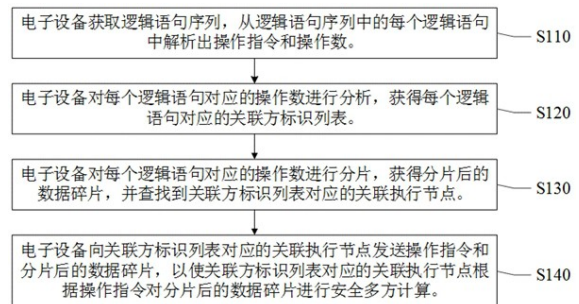 电子设备获取逻辑语句序列，从逻辑语句序列中的每个逻辑语句
中解析出操作指令和操作数。
S110
电子设备对每个逻辑语句对应的操作数进行分析，获得每个逻辑
语句对应的关联方标识列表。
S120
电子设备对每个逻辑语句对应的操作数进行分片，获得分片后的
数据碎片，并查找到关联方标识列表对应的关联执行节点。
S130
电子设备向关联方标识列表对应的关联执行节点发送操作指令和
分片后的数据碎片，以使关联方标识列表对应的关联执行节点根
据操作指令对分片后的数据碎片进行安全多方计算。
S140